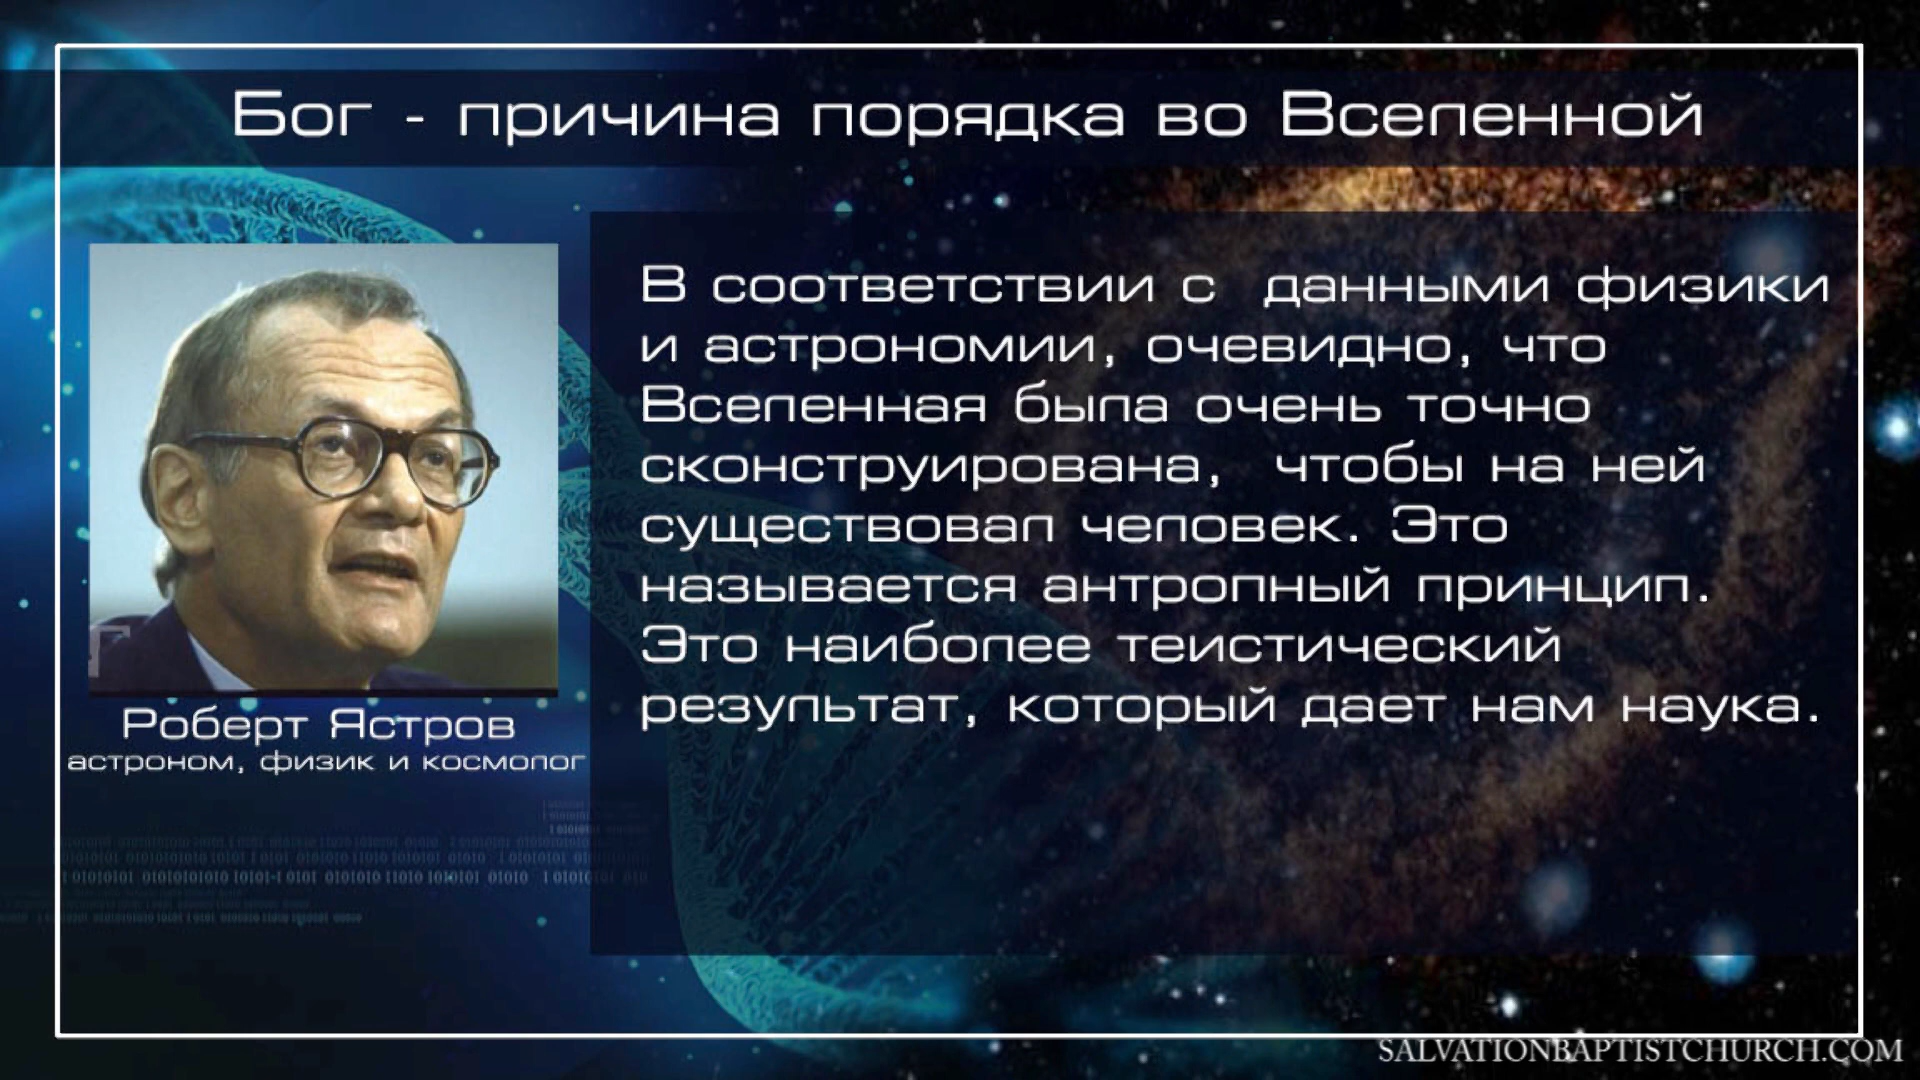 Бог - причина порядка во Вселенной
В соответствии с данными физики
и астрономии, очевидно, что
Вселенная была очень точно
сконструирована, чтобы на ней
существовал человек. Это
называется антропный принцип.
Это наиболее теистический
результат, который дает нам наука.
Роберт Ястров
астроном, физик и космолог
SALVATIONBAPTISTCHURCH.COM